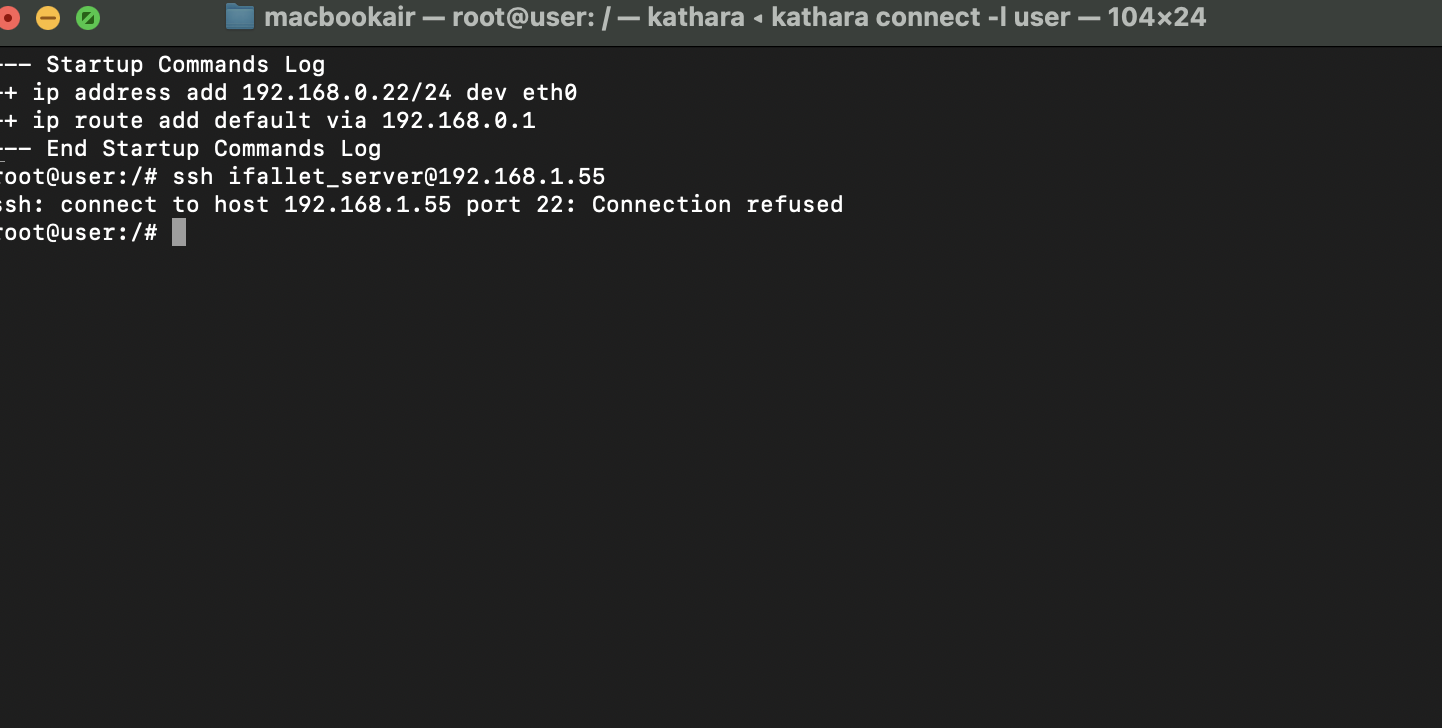 macbookair — root@user: / — kathara ◂ kathara connect -l user — 104×24
--- Startup Commands Log
++ ip address add 192.168.0.22/24 dev eth0
++ ip route add default via 192.168.0.1
--- End Startup Commands Log
root@user:/# ssh ifallet_server@192.168.1.55
ssh: connect to host 192.168.1.55 port 22: Connection refused
root@user:/#